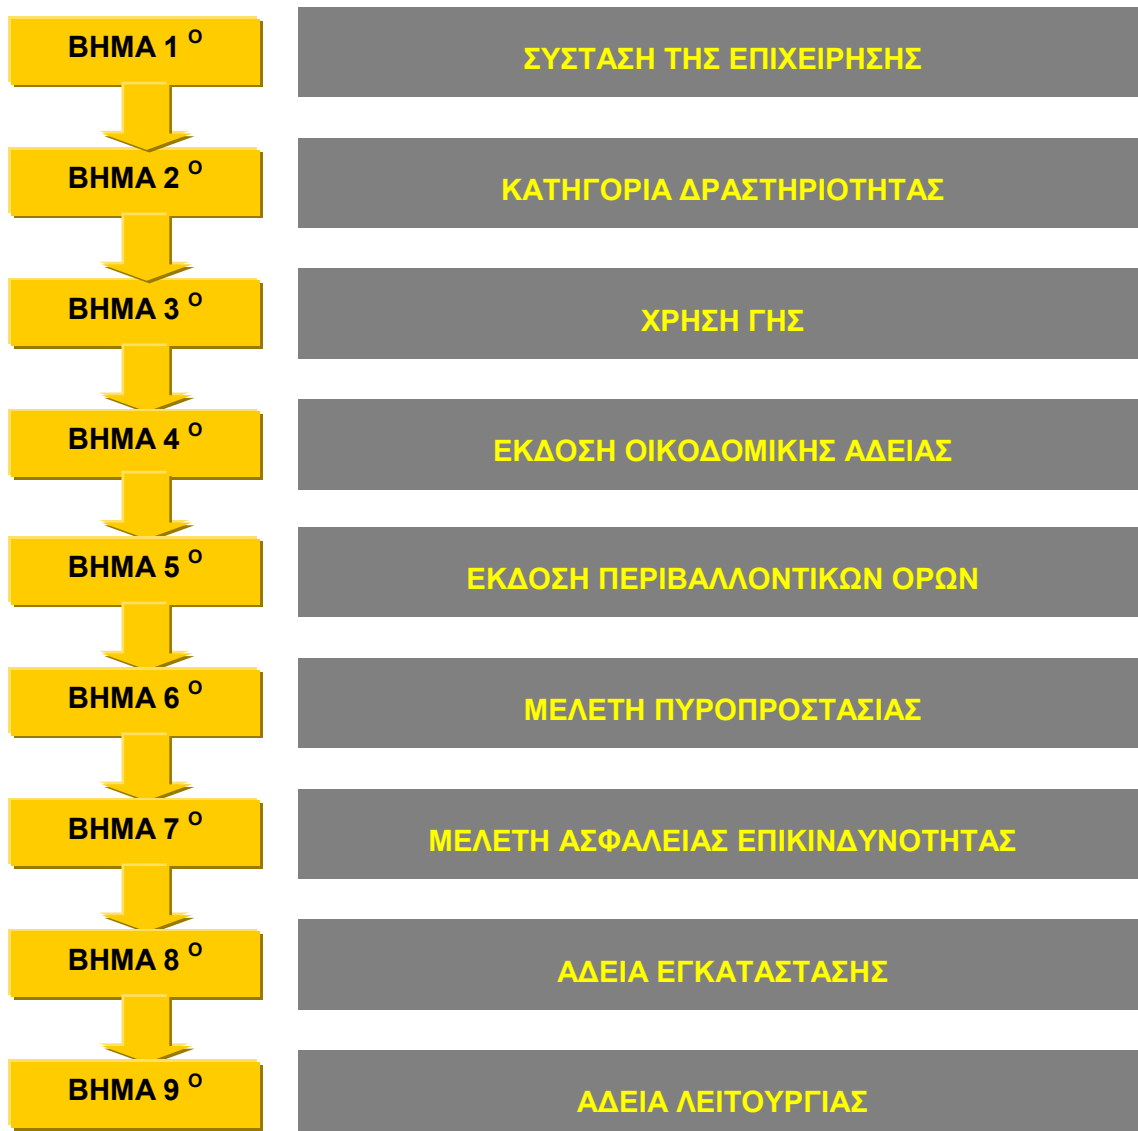 ΒΗΜΑ 1 Ο
ΣΥΣΤΑΣΗ ΤΗΣ ΕΠΙΧΕΙΡΗΣΗΣ
ΒΗΜΑ 2 Ο
ΚΑΤΗΓΟΡΙΑ ΔΡΑΣΤΗΡΙΟΤΗΤΑΣ
ΒΗΜΑ 3 Ο
ΧΡΗΣΗ ΓΗΣ
ΒΗΜΑ 4 Ο
ΕΚΔΟΣΗ ΟΙΚΟΔΟΜΙΚΗΣ ΑΔΕΙΑΣ
ΒΗΜΑ 5 Ο
ΕΚΔΟΣΗ ΠΕΡΙΒΑΛΛΟΝΤΙΚΩΝ ΟΡΩΝ
ΒΗΜΑ 6 Ο
ΜΕΛΕΤΗ ΠΥΡΟΠΡΟΣΤΑΣΙΑΣ
ΒΗΜΑ 7 Ο
ΜΕΛΕΤΗ ΑΣΦΑΛΕΙΑΣ ΕΠΙΚΙΝΔΥΝΟΤΗΤΑΣ
ΒΗΜΑ 8 Ο
ΑΔΕΙΑ ΕΓΚΑΤΑΣΤΑΣΗΣ
ΒΗΜΑ 9 Ο
ΑΔΕΙΑ ΛΕΙΤΟΥΡΓΙΑΣ